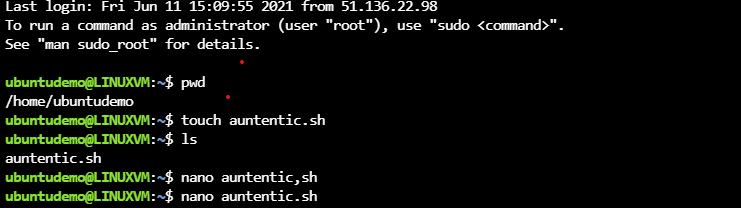 Last login: Fri Jun 11 15:09:55 2021 from 51.136.22.98
To run a command as administrator (user "root"), use "sudo <command>".
See "man sudo_root" for details.
ubuntudemo@LINUXVM:~$ pwd
/home/ubuntudemo
ubuntudemo@LINUXVM:~$ touch auntentic.sh
ubuntudemo@LINUXVM:~$ ls
auntentic.sh
ubuntudemo@LINUXVM:~$ nano auntentic,sh
ubuntudemo@LINUXVM:~$ nano auntentic.sh